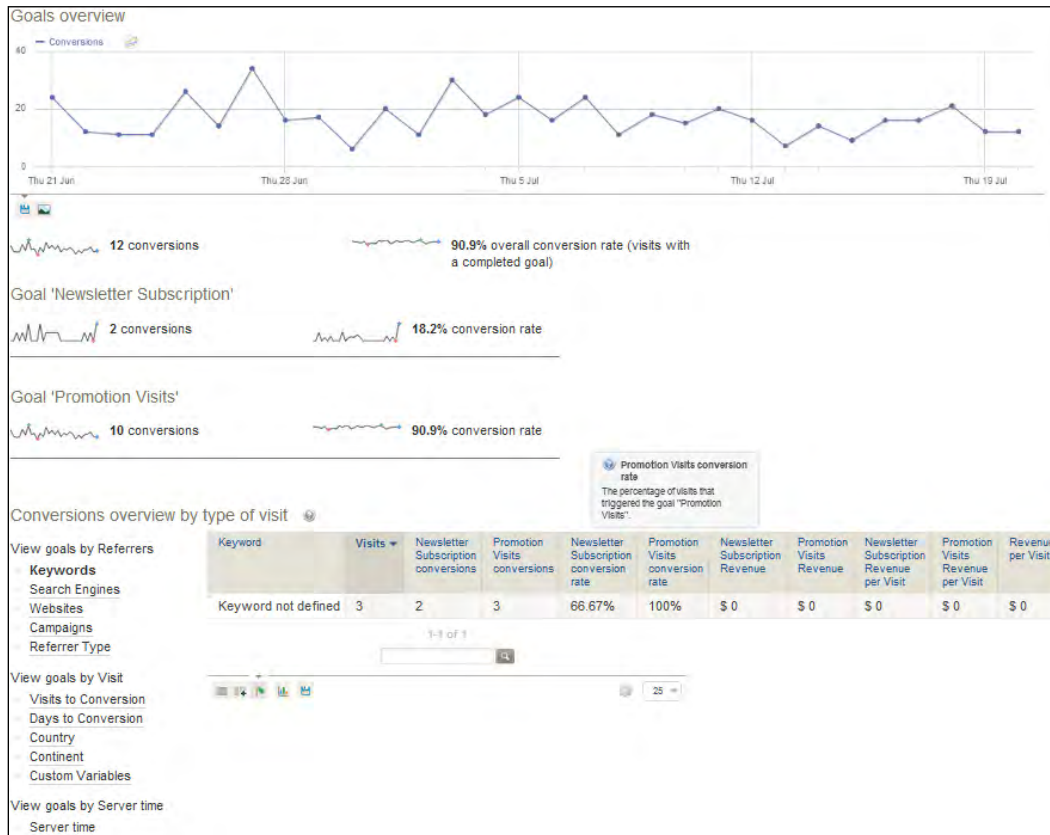 Goals overview
Conversions
40
20
0
Thu 21 Jun
Thu 28 Jun
Thu 5 Jul
Thu 12 Jul
Thu 19 Jul
12 conversions
90.9% overall conversion rate (visits with
a completed goal)
Goal 'Newsletter Subscription'
2 conversions
18.2% conversion rate
Goal 'Promotion Visits'
10 conversions
90.9% conversion rate
Promotion Visits conversion
rate
The percentage of visits that
triggered the goal "Promotion
Visits".
Conversions overview by type of visit
View goals by Referrers
Keywords
Search Engines
Websites
Campaigns
Referrer Type
View goals by Visit
Visits to Conversion
Days to Conversion
Country
Continent
Custom Variables
View goals by Server time
Server time
Keyword
Visits
Newsletter
Subscription
conversions
Promotion
Visits
conversions
Newsletter
Subscription
conversion
rate
Promotion
Visits
conversion
rate
Newsletter
Subscription
Revenue
Promotion
Visits
Revenue
Newsletter
Subscription
Revenue
per Visit
Promotion
Visits
Revenue
per Visit
Revenue
per Visit
Keyword not defined 3 2 3 66.67% 100% $ 0 $ 0 $ 0 $ 0 $ 0
1-1 of 1
25